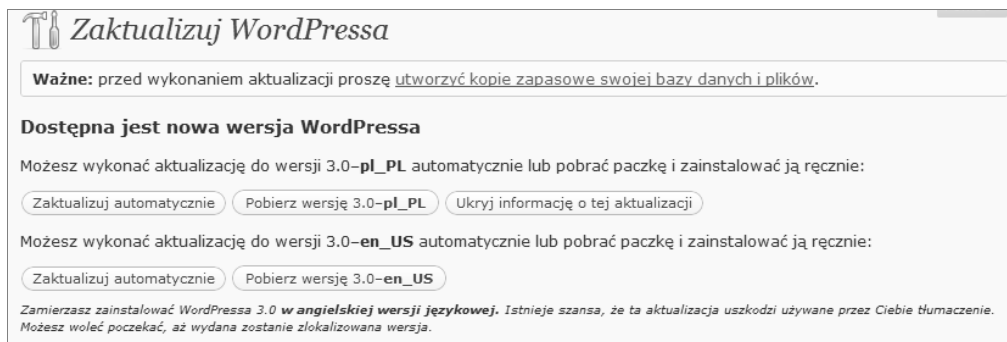 Zaktualizuj WordPressa
Ważne: przed wykonaniem aktualizacji proszę utworzyć kopie zapasowe swojej bazy danych i plików.
Dostępna jest nowa wersja WordPressa
Możesz wykonać aktualizację do wersji 3.0–pl_PL automatycznie lub pobrać paczkę i zainstalować ją ręcznie:
Zaktualizuj automatycznie Pobierz wersję 3.0–pl_PL Ukryj informację o tej aktualizacji
Możesz wykonać aktualizację do wersji 3.0–en_US automatycznie lub pobrać paczkę i zainstalować ją ręcznie:
Zaktualizuj automatycznie Pobierz wersję 3.0–en_US
Zamierzasz zainstalować WordPressa 3.0 w angielskiej wersji językowej. Istnieje szansa, że ta aktualizacja uszkodzi używane przez Ciebie tłumaczenie.
Możesz woleć poczekać, aż wydana zostanie zlokalizowana wersja.